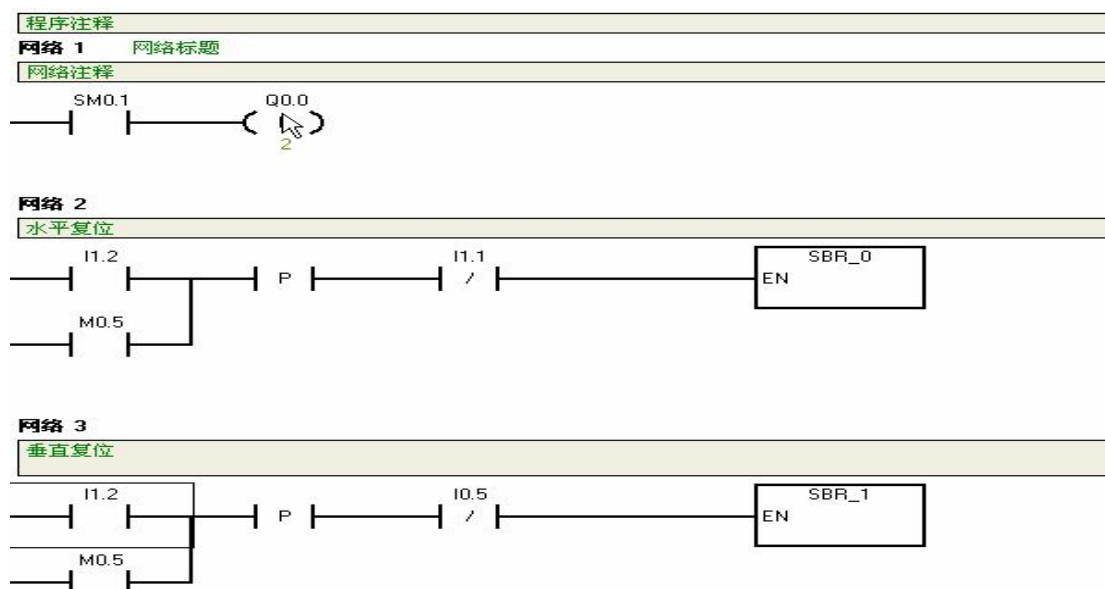 程序注释
网络 1 网络标题
网络注释
SM0.1 Q0.0
2
网络 2
水平复位
I1.2 I1.1 SBR_0
P / EN
M0.5
网络 3
垂直复位
I1.2 I0.5 SBR_1
P / EN
M0.5